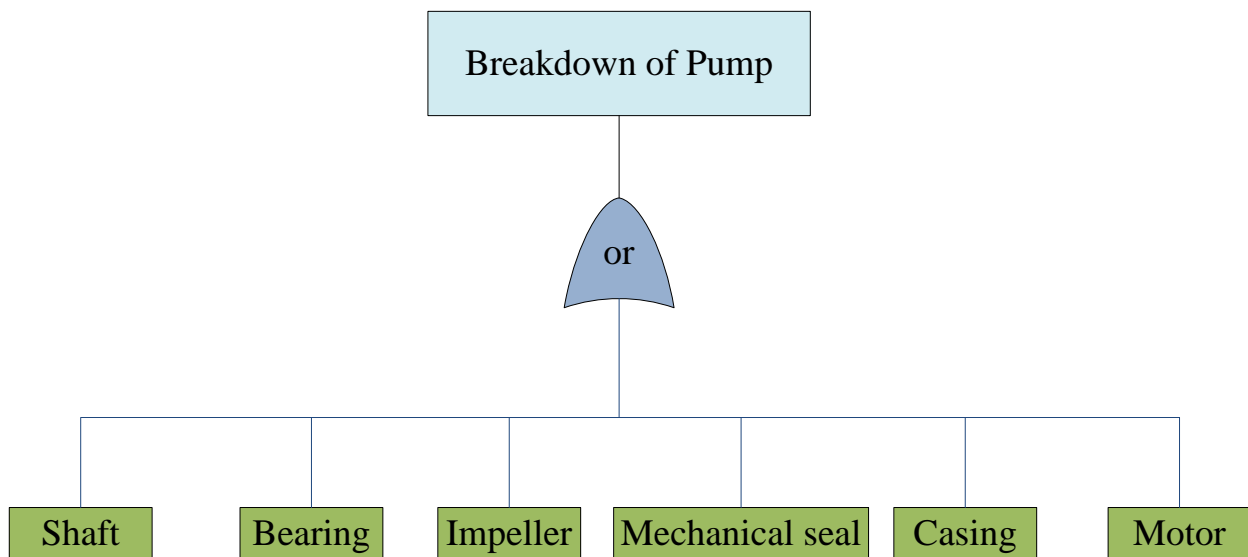 Breakdown of Pump
or
Shaft
Bearing
Impeller
Mechanical seal
Casing
Motor